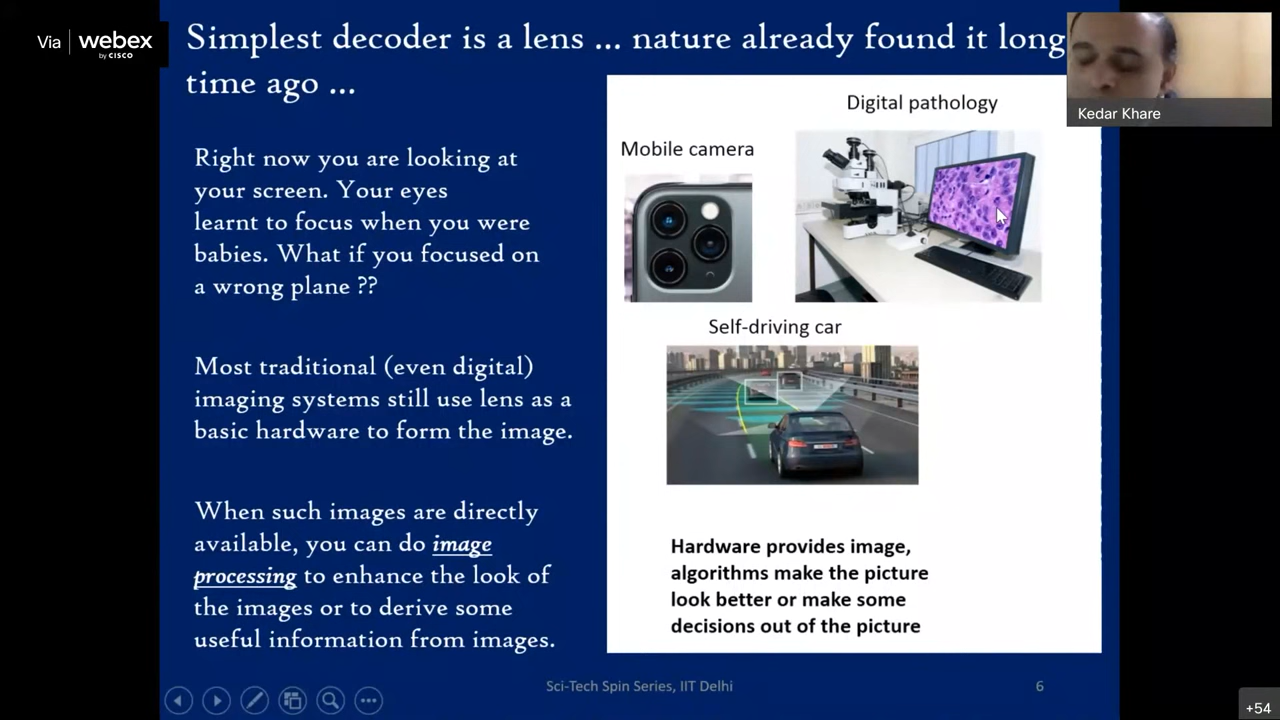 Via webex
by CISCO
Simplest decoder is a lens ... nature already found it long
time ago ...
Right now you are looking at
your screen. Your eyes
learnt to focus when you were
babies. What if you focused on
a wrong plane ??
Most traditional (even digital)
imaging systems still use lens as a
basic hardware to form the image.
When such images are directly
available, you can do image
processing to enhance the look of
the images or to derive some
useful information from images.
Digital pathology
Mobile camera
Self-driving car
Hardware provides image,
algorithms make the picture
look better or make some
decisions out of the picture
Kedar Khare
Sci-Tech Spin Series, IIT Delhi
6
+54